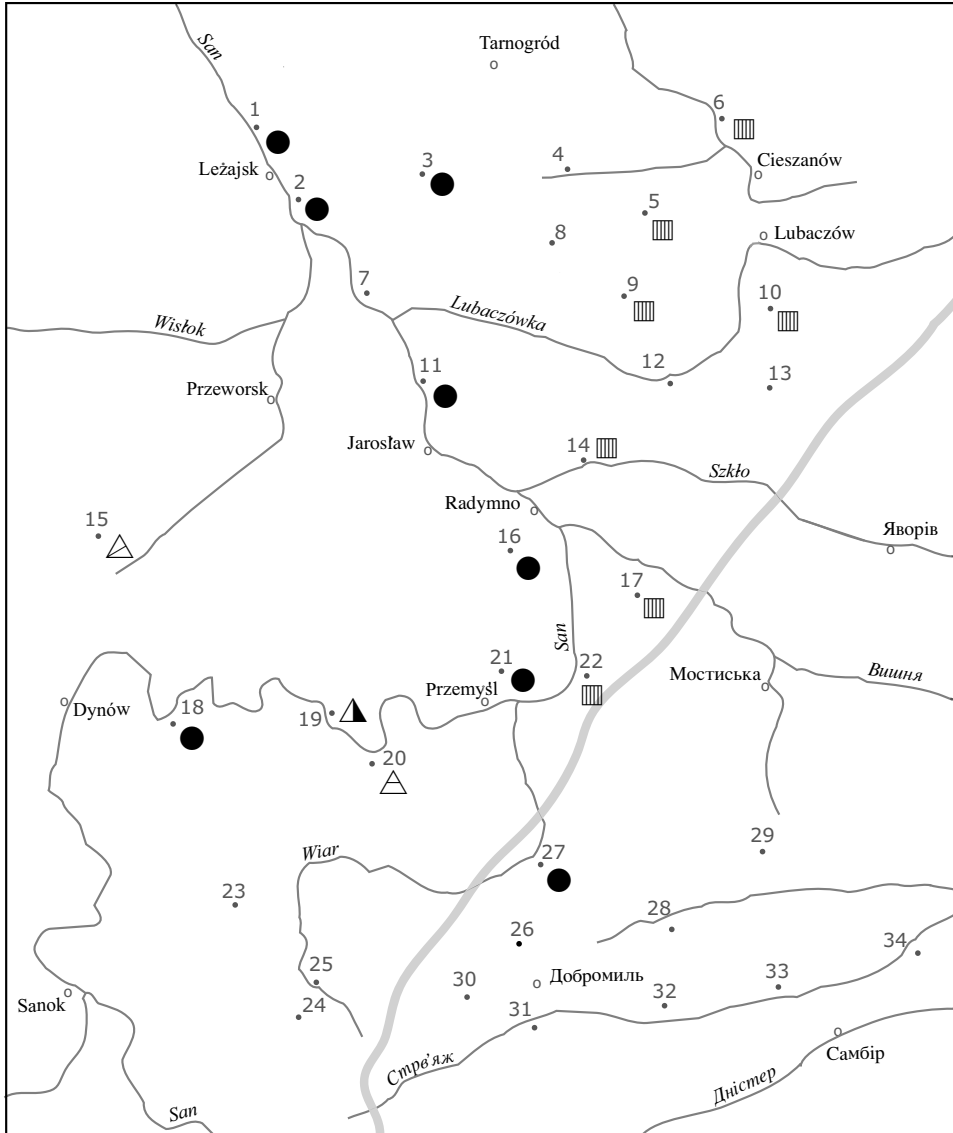 San
Tarnogród
1
6
3
4
Leżajsk
Cieszanów
2
5
8
Lubaczów
7
9
10
Lubaczówka
Wisłok
11
12
13
Przeworsk
Jarosław
14
Szkło
Radymno
15
16
Яворів
17
San
21
22
Przemyśl
Мостиська
Вишня
Dynów
18
19
20
27
29
Wiar
23
28
26
34
25
30
Добромиль
33
Sanok
24
31
32
Стрв’яж
Самбір
Дністер
San